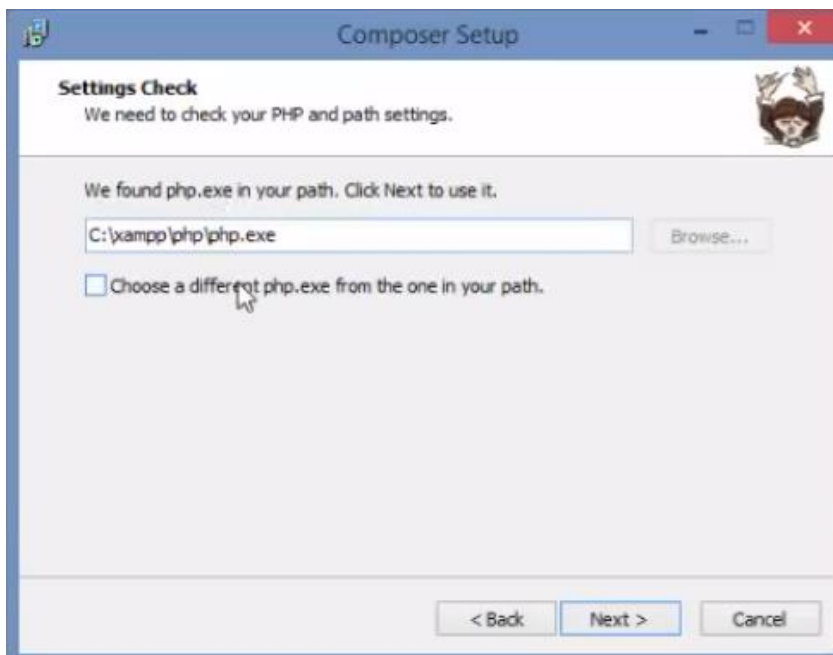 Composer Setup
Settings Check
We need to check your PHP and path settings.
We found php.exe in your path. Click Next to use it.
C:\xampp\php\php.exe
Browse...
Choose a different php.exe from the one in your path.
< Back
Next >
Cancel